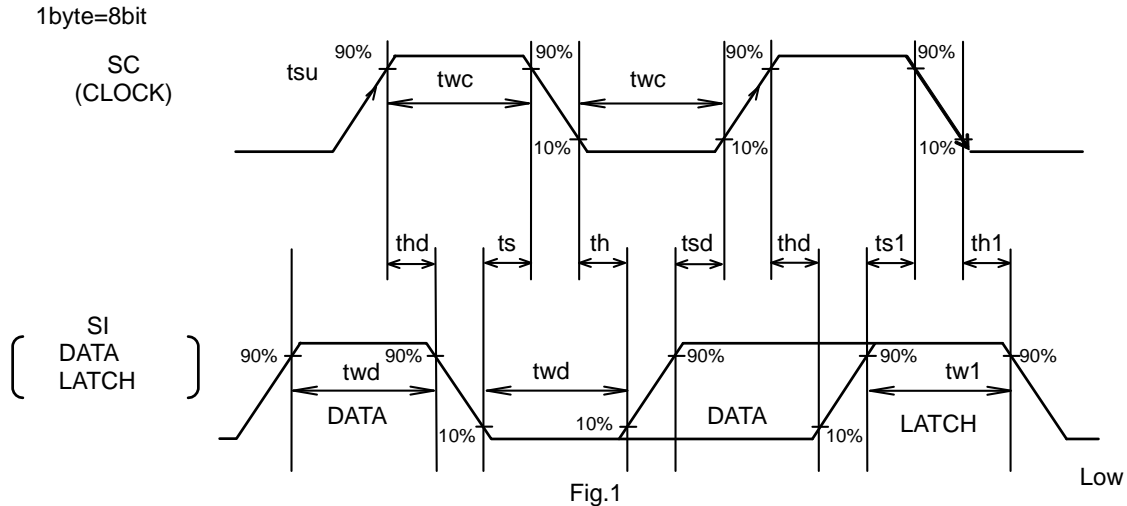 1byte=8bit
SC
(CLOCK)
tsu
90%
90%
90%
90%
twc
twc
10%
10%
10%
thd
ts
th
tsd
thd
ts1
th1
SI
DATA
LATCH
90%
90%
90%
90%
90%
twd
twd
tw1
DATA
DATA
LATCH
10%
10%
10%
Low
Fig.1